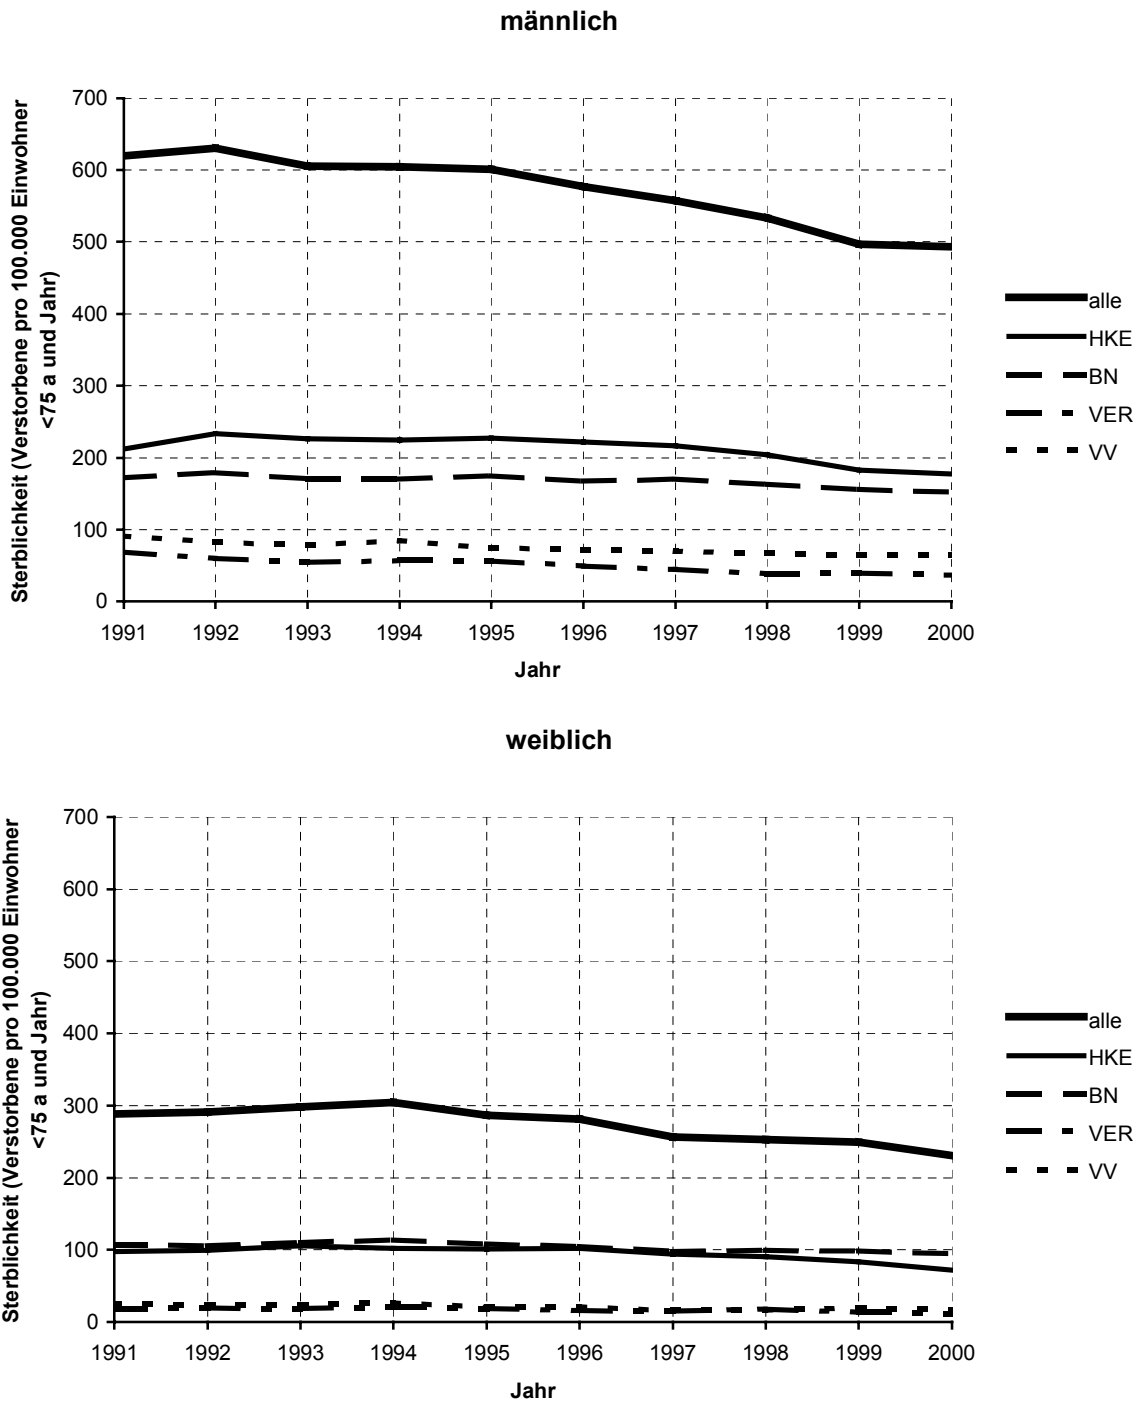 männlich
Sterblichkeit (Verstorbene pro 100.000 Einwohner
<75 a und Jahr)
700
600
500
400
300
200
100
0
1991 1992 1993 1994 1995 1996 1997 1998 1999 2000
Jahr
alle
HKE
BN
VER
VV
weiblich
Sterblichkeit (Verstorbene pro 100.000 Einwohner
<75 a und Jahr)
700
600
500
400
300
200
100
0
1991 1992 1993 1994 1995 1996 1997 1998 1999 2000
Jahr
alle
HKE
BN
VER
VV